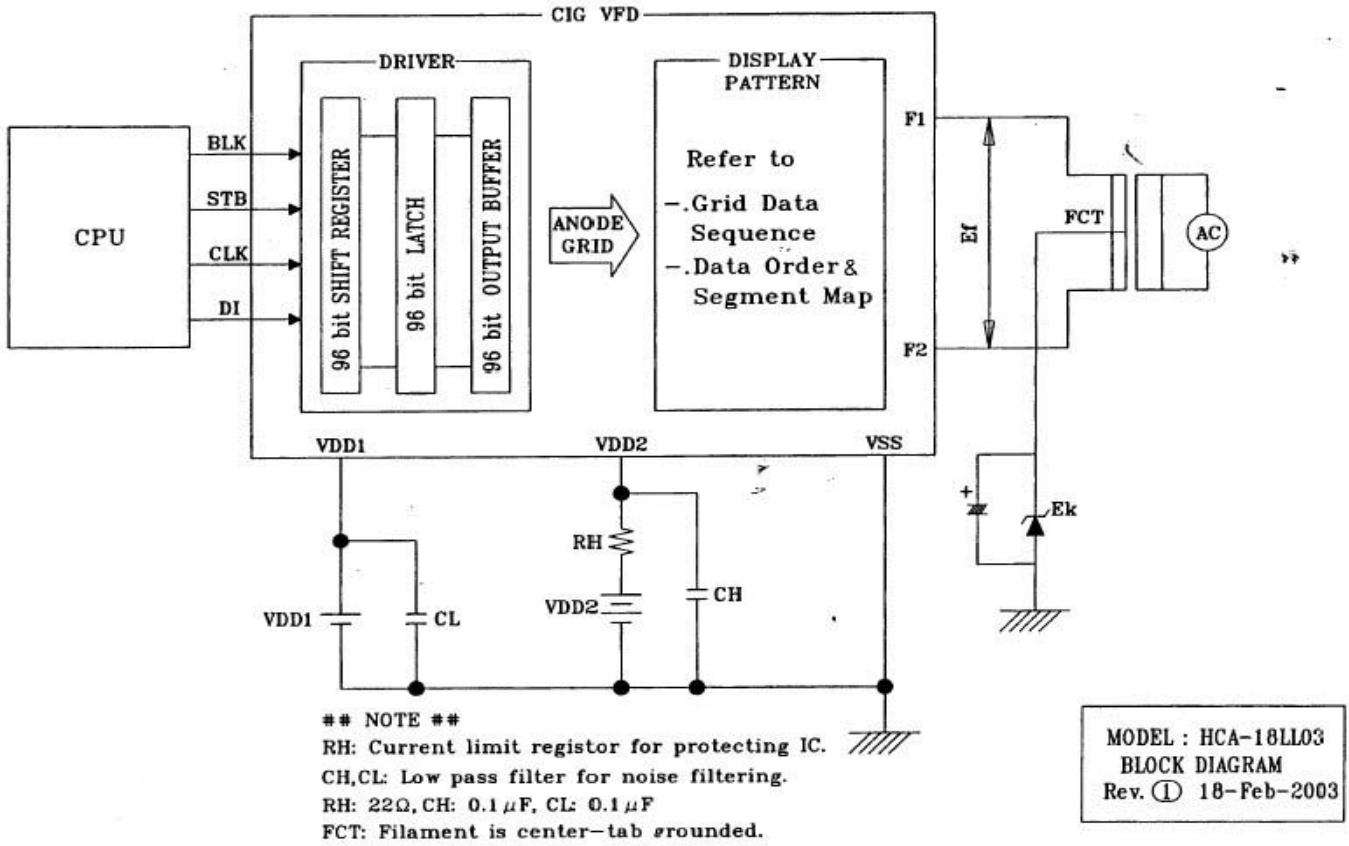 CIG VFD
DRIVER
DISPLAY
PATTERN
CPU
BLK
STB
CLK
DI
96 bit SHIFT REGISTER
96 bit LATCH
96 bit OUTPUT BUFFER
ANODE
GRID
Refer to
-.Grid Data
Sequence
-.Data Order &
Segment Map
F1
F2
Ef
FCT
AC
VDD1
VDD2
VSS
+
Ek
RH
VDD1
CL
VDD2
CH
## NOTE ##
RH: Current limit registor for protecting IC.
CH,CL: Low pass filter for noise filtering.
RH: 22Ω, CH: 0.1 μF, CL: 0.1 μF
FCT: Filament is center-tab grounded.
MODEL : HCA-18LL03
BLOCK DIAGRAM
Rev. ① 18-Feb-2003